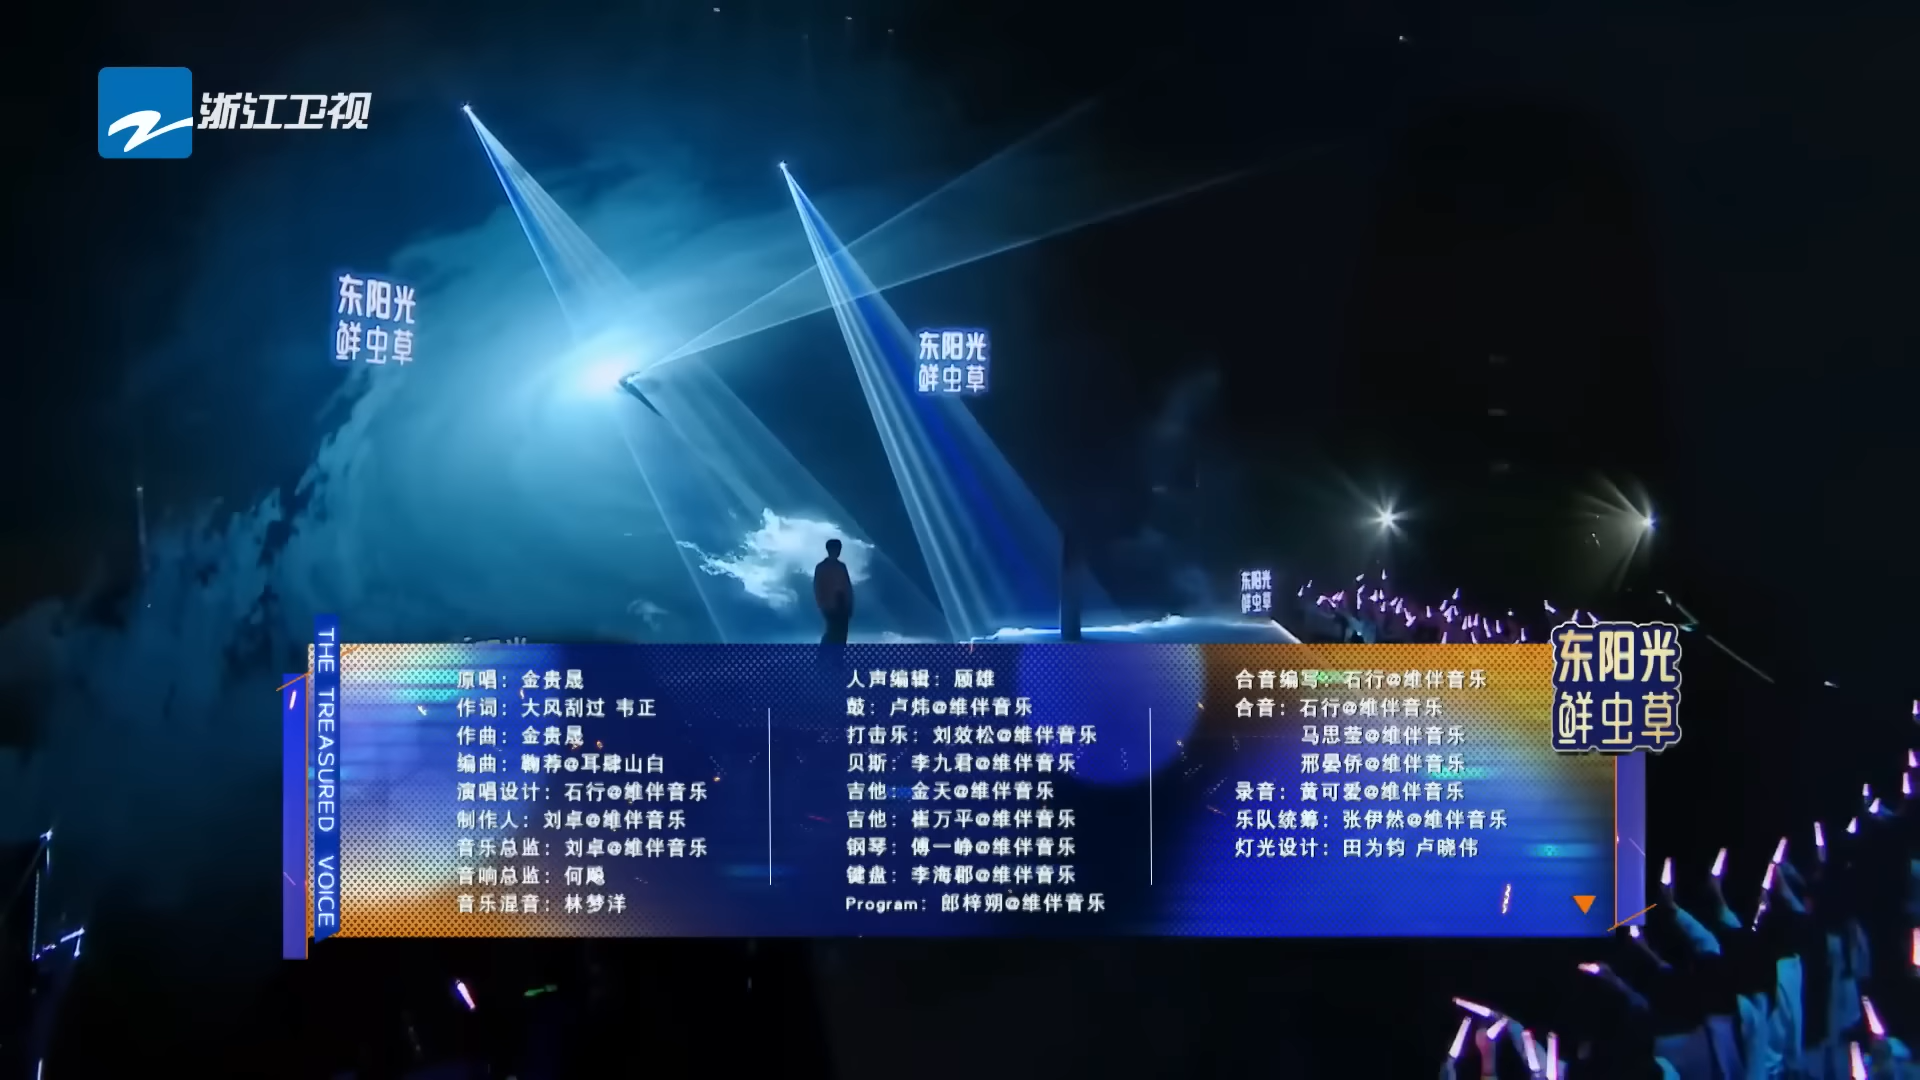 浙江卫视
东阳光
鲜虫草
东阳光
鲜虫草
东阳光
鲜虫草
东阳光
鲜虫草
THE TREASURED VOICE
原唱：金贵晟
作词：大风刮过 韦正
作曲：金贵晟
编曲：鞠荐@耳肆山白
演唱设计：石行@维伴音乐
制作人：刘卓@维伴音乐
音乐总监：刘卓@维伴音乐
音响总监：何飚
音乐混音：林梦洋
人声编辑：顾雄
鼓：卢炜@维伴音乐
打击乐：刘效松@维伴音乐
贝斯：李九君@维伴音乐
吉他：金天@维伴音乐
吉他：崔万平@维伴音乐
钢琴：傅一峥@维伴音乐
键盘：李海郡@维伴音乐
Program：郎梓朔@维伴音乐
合音编写：石行@维伴音乐
合音：石行@维伴音乐
马思莹@维伴音乐
邢晏侨@维伴音乐
录音：黄可爱@维伴音乐
乐队统筹：张伊然@维伴音乐
灯光设计：田为钧 卢晓伟